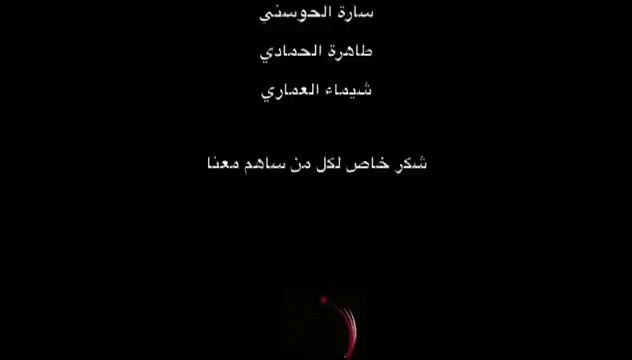 سارة الحوسني
طاهرة الحمادي
شيماء العماري
شكر خاص لكل من ساهم معنا